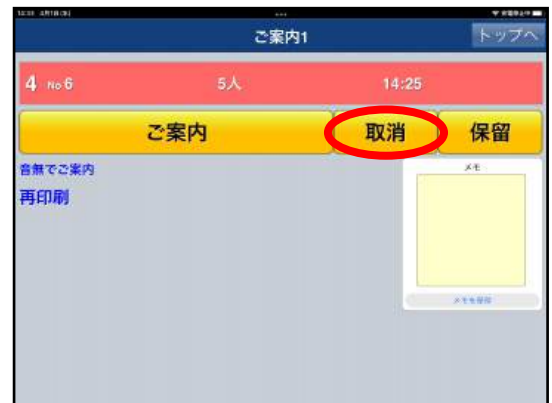 ご案内1
トップへ
4 No 6 5人 14:25
ご案内 取消 保留
音無でご案内
メモ
再印刷
メモを保存